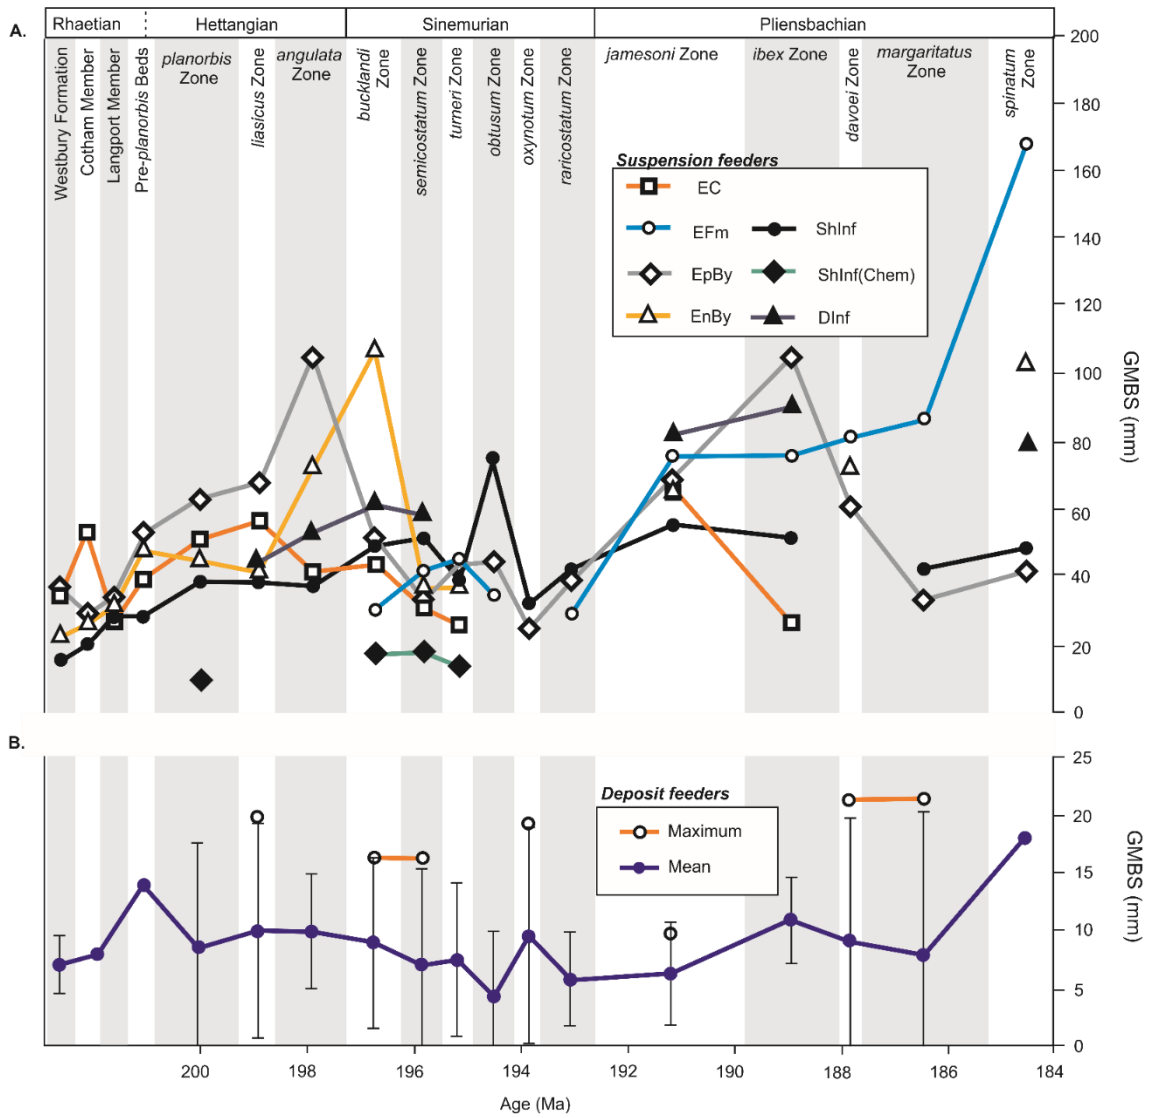 A.
Rhaetian
Hettangian
Sinemurian
Pliensbachian
Westbury Formation
Cotham Member
Langport Member
Pre-planorbis Beds
planorbis
Zone
liasicus Zone
angulata
Zone
bucklandi
Zone
semicostatum Zone
turneri Zone
obtusum Zone
oxynotum Zone
raricostatum Zone
jamesoni Zone
ibex Zone
davoei Zone
margaritatus
Zone
spinatum
Zone
Suspension feeders
EC
EFm
ShInf
EpBy
ShInf(Chem)
EnBy
DInf
200
180
160
140
120
100
80
60
40
20
0
GMBS (mm)
B.
Deposit feeders
Maximum
Mean
25
20
15
10
5
0
GMBS (mm)
200
198
196
194
192
190
188
186
184
Age (Ma)